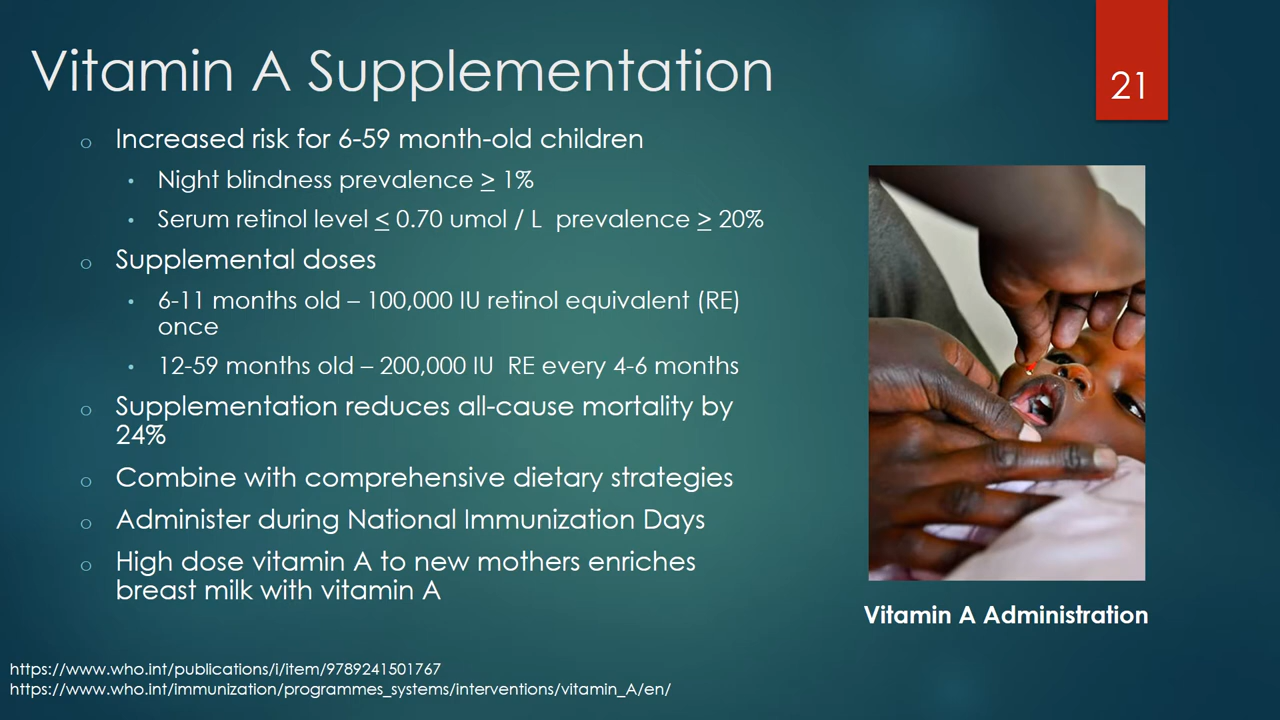 Vitamin A Supplementation
21
o Increased risk for 6-59 month-old children
• Night blindness prevalence ≥ 1%
• Serum retinol level ≤ 0.70 umol / L prevalence ≥ 20%
o Supplemental doses
• 6-11 months old – 100,000 IU retinol equivalent (RE)
once
• 12-59 months old – 200,000 IU RE every 4-6 months
o Supplementation reduces all-cause mortality by
24%
o Combine with comprehensive dietary strategies
o Administer during National Immunization Days
o High dose vitamin A to new mothers enriches
breast milk with vitamin A
Vitamin A Administration
https://www.who.int/publications/i/item/9789241501767
https://www.who.int/immunization/programmes_systems/interventions/vitamin_A/en/